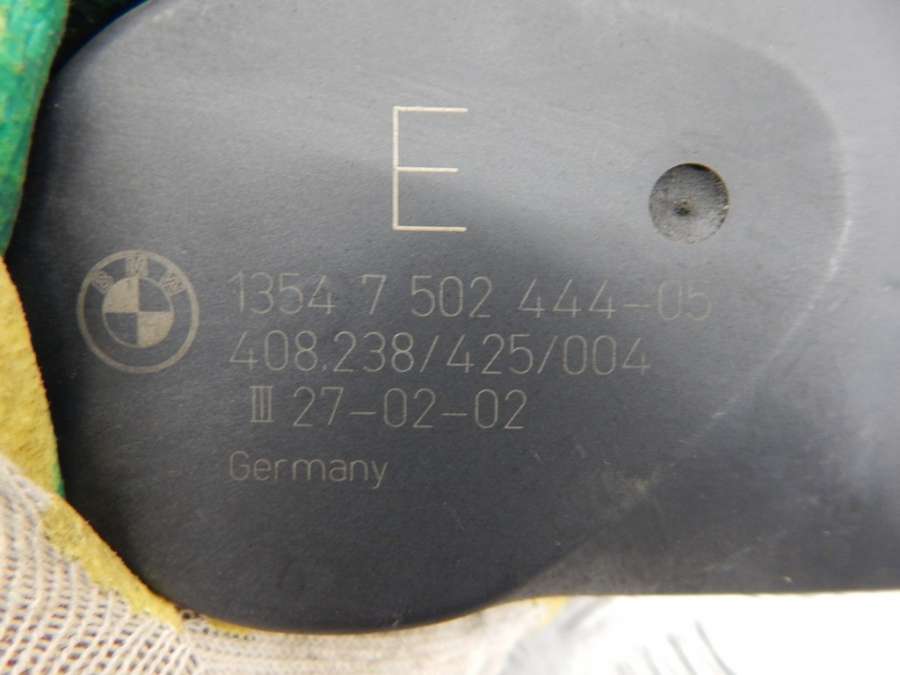 E
BMW
1354 7 502 444-05
408.238/425/004
III 27-02-02
Germany